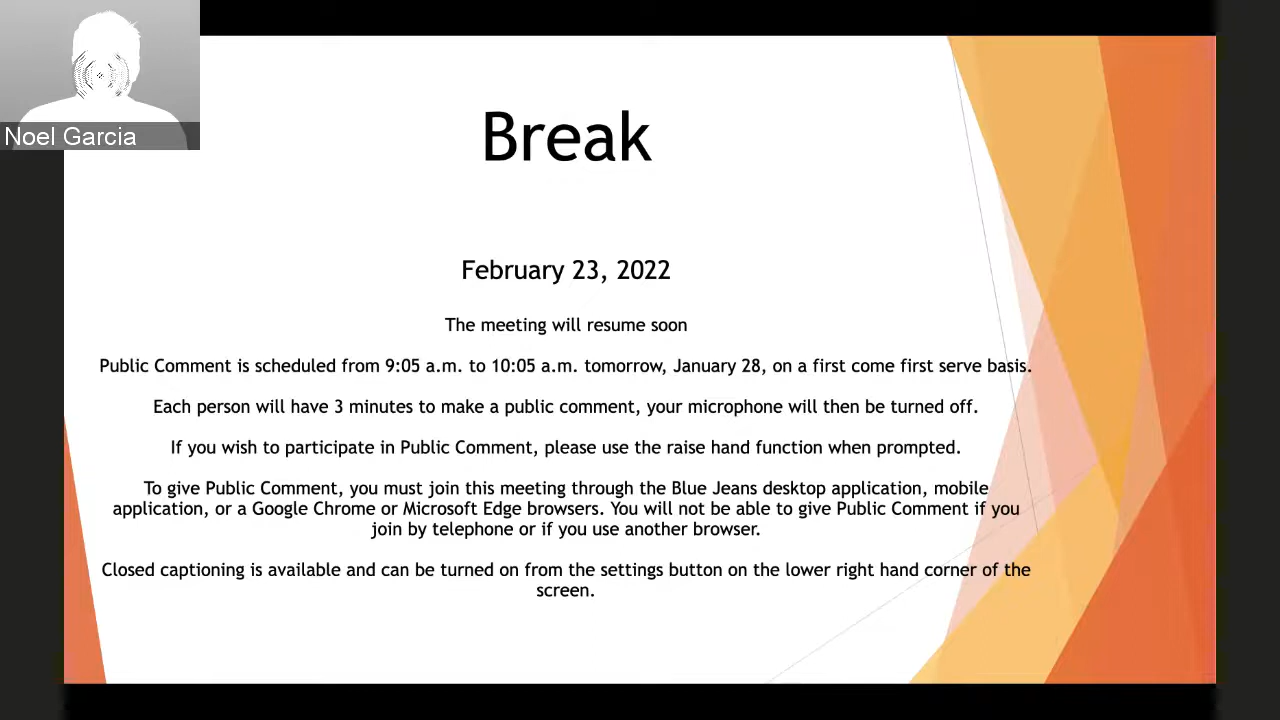 Noel Garcia
Break
February 23, 2022
The meeting will resume soon
Public Comment is scheduled from 9:05 a.m. to 10:05 a.m. tomorrow, January 28, on a first come first serve basis.
Each person will have 3 minutes to make a public comment, your microphone will then be turned off.
If you wish to participate in Public Comment, please use the raise hand function when prompted.
To give Public Comment, you must join this meeting through the Blue Jeans desktop application, mobile
application, or a Google Chrome or Microsoft Edge browsers. You will not be able to give Public Comment if you
join by telephone or if you use another browser.
Closed captioning is available and can be turned on from the settings button on the lower right hand corner of the
screen.